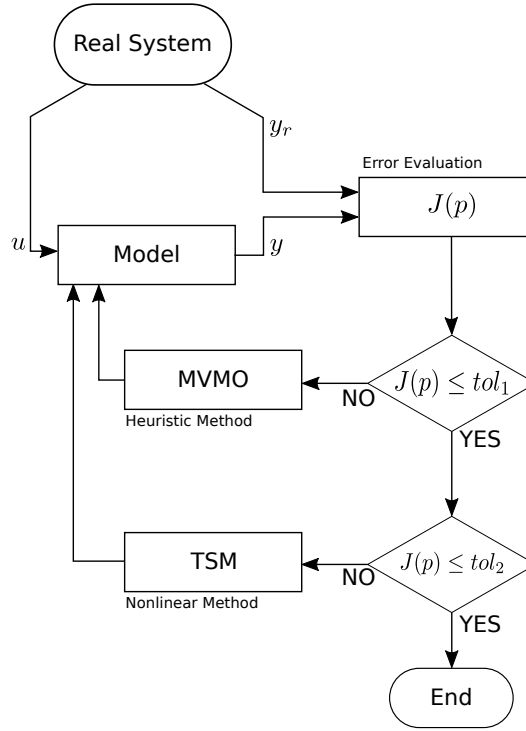 Real System
y_r
Error Evaluation
J(p)
u
Model
y
J(p) ≤ tol_1
MVMO
NO
Heuristic Method
YES
J(p) ≤ tol_2
TSM
NO
Nonlinear Method
YES
End